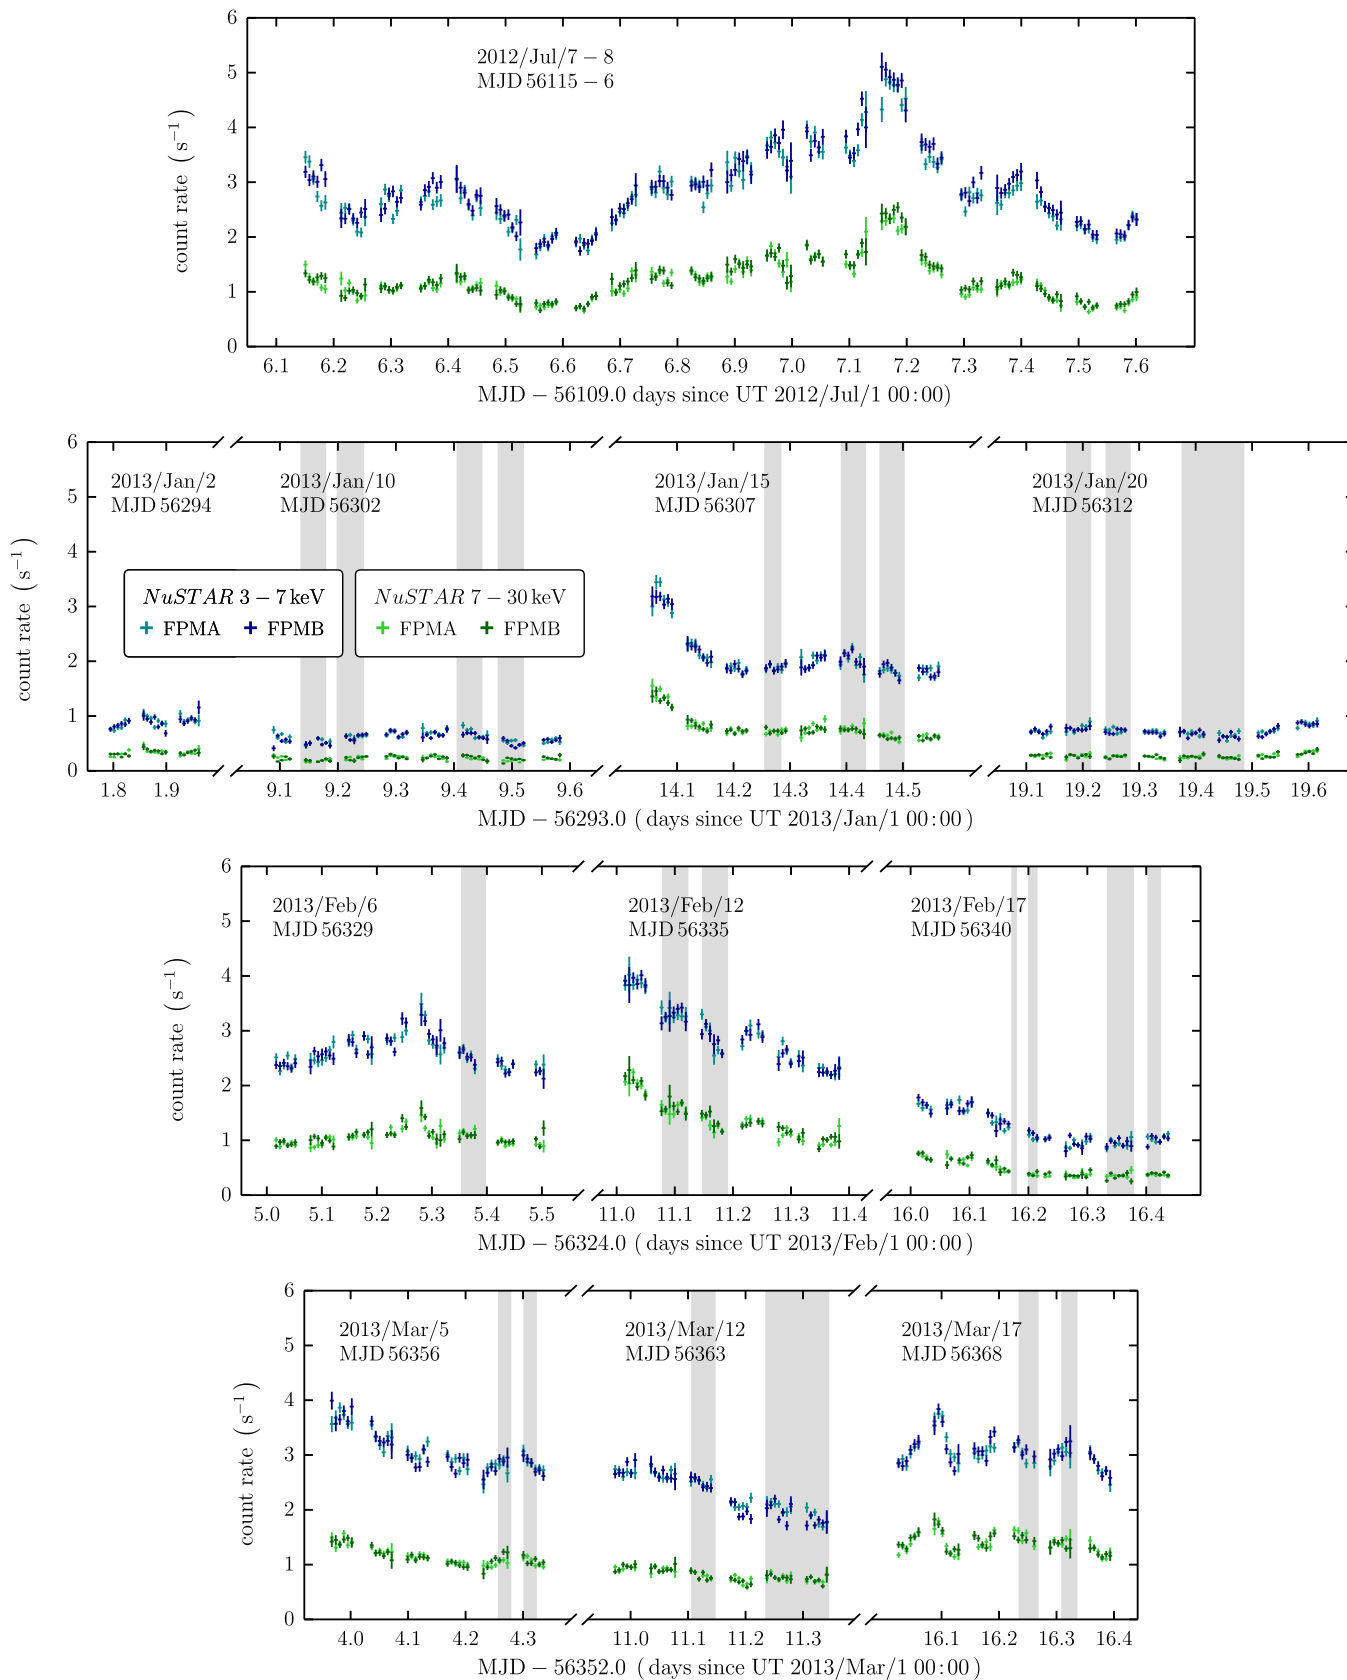 6
5
4
3
2
1
0
count rate (s⁻¹)
2012/Jul/7 – 8
MJD 56115 – 6
6.1 6.2 6.3 6.4 6.5 6.6 6.7 6.8 6.9 7.0 7.1 7.2 7.3 7.4 7.5 7.6
MJD – 56109.0 days since UT 2012/Jul/1 00:00)
6
5
4
3
2
1
0
count rate (s⁻¹)
2013/Jan/2
MJD 56294
2013/Jan/10
MJD 56302
2013/Jan/15
MJD 56307
2013/Jan/20
MJD 56312
NuSTAR 3 – 7 keV
FPMA FPMB
NuSTAR 7 – 30 keV
FPMA FPMB
1.8 1.9 9.1 9.2 9.3 9.4 9.5 9.6 14.1 14.2 14.3 14.4 14.5 19.1 19.2 19.3 19.4 19.5 19.6
MJD – 56293.0 (days since UT 2013/Jan/1 00:00)
6
5
4
3
2
1
0
count rate (s⁻¹)
2013/Feb/6
MJD 56329
2013/Feb/12
MJD 56335
2013/Feb/17
MJD 56340
5.0 5.1 5.2 5.3 5.4 5.5 11.0 11.1 11.2 11.3 11.4 16.0 16.1 16.2 16.3 16.4
MJD – 56324.0 (days since UT 2013/Feb/1 00:00)
6
5
4
3
2
1
0
count rate (s⁻¹)
2013/Mar/5
MJD 56356
2013/Mar/12
MJD 56363
2013/Mar/17
MJD 56368
4.0 4.1 4.2 4.3 11.0 11.1 11.2 11.3 16.1 16.2 16.3 16.4
MJD – 56352.0 (days since UT 2013/Mar/1 00:00)